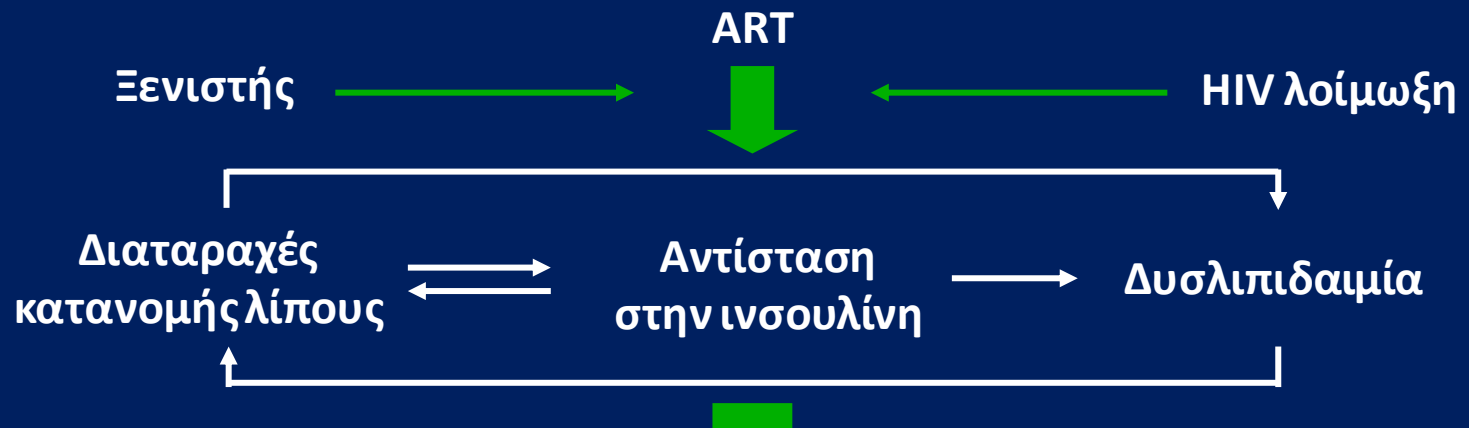 ART
Ξενιστής
HIV λοίμωξη
Διαταραχές
κατανομής λίπους
Αντίσταση
στην ινσουλίνη
Δυσλιπιδαιμία